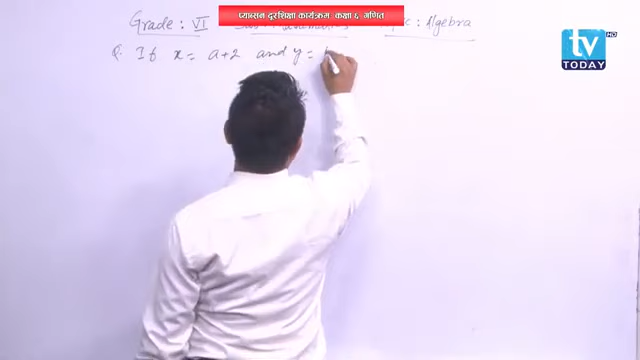 प्याब्सन दूरशिक्षा कार्यक्रम: कक्षा ६, गणित
Grade: VI : Algebra
Q. If x = a+2 and y =
tv HD
TODAY